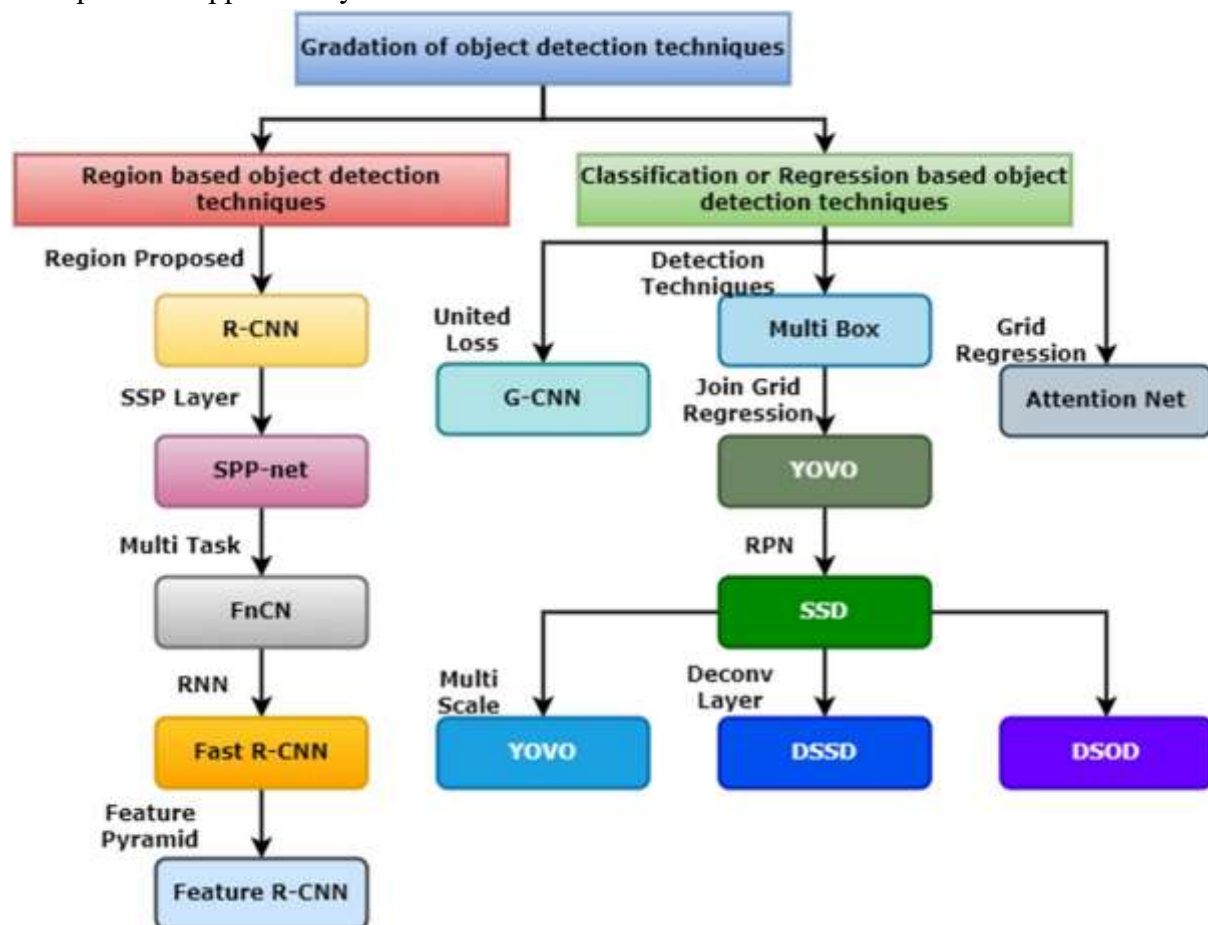 Gradation of object detection techniques
Region based object detection
techniques
Classification or Regression based object
detection techniques
Region Proposed
R-CNN
SSP Layer
SPP-net
Multi Task
FnCN
RNN
Fast R-CNN
Feature
Pyramid
Feature R-CNN
United
Loss
G-CNN
Detection
Techniques
Multi Box
Grid
Regression
Attention Net
Join Grid
Regression
YOVO
RPN
SSD
Multi
Scale
YOVO
Deconv
Layer
DSSD
DSOD